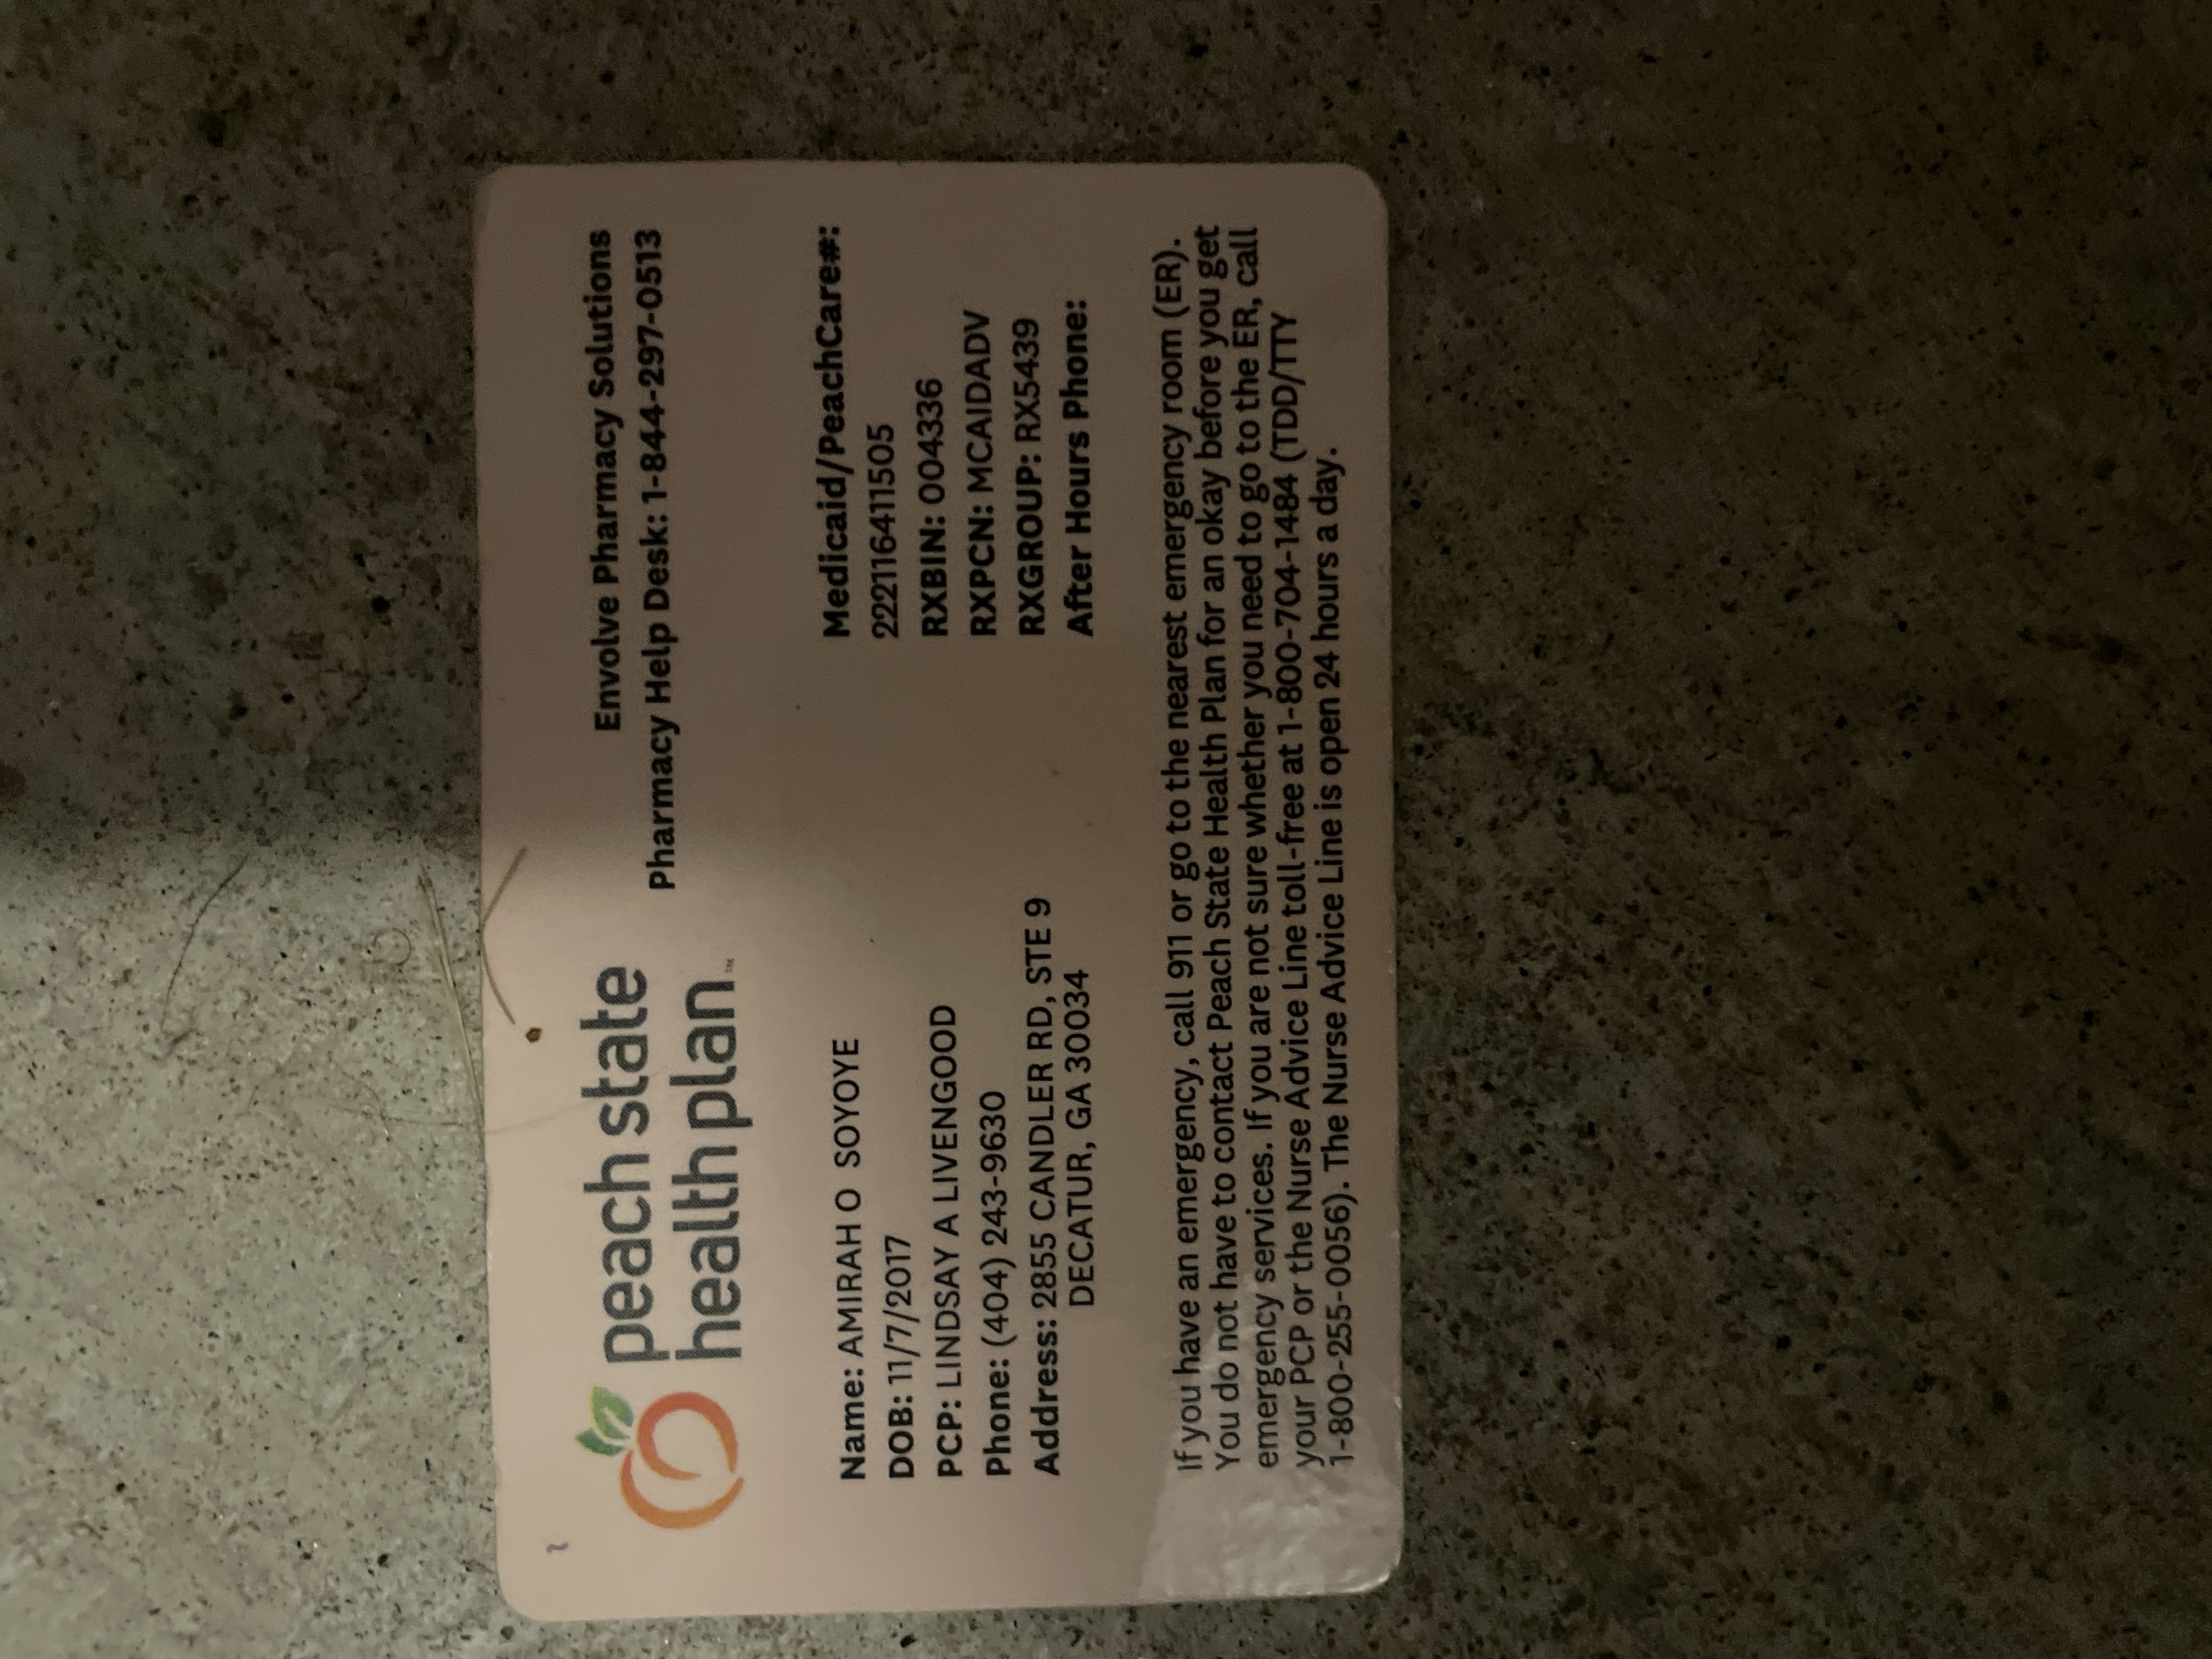 peach state
health plan™
Envolve Pharmacy Solutions
Pharmacy Help Desk: 1-844-297-0513
Name: AMIRAH O SOYOYE
DOB: 11/7/2017
PCP: LINDSAY A LIVENGOOD
Phone: (404) 243-9630
Address: 2855 CANDLER RD, STE 9
DECATUR, GA 30034
Medicaid/PeachCare#:
222116411505
RXBIN: 004336
RXPCN: MCAIDADV
RXGROUP: RX5439
After Hours Phone:
If you have an emergency, call 911 or go to the nearest emergency room (ER).
You do not have to contact Peach State Health Plan for an okay before you get
emergency services. If you are not sure whether you need to go to the ER, call
your PCP or the Nurse Advice Line toll-free at 1-800-704-1484 (TDD/TTY
1-800-255-0056). The Nurse Advice Line is open 24 hours a day.